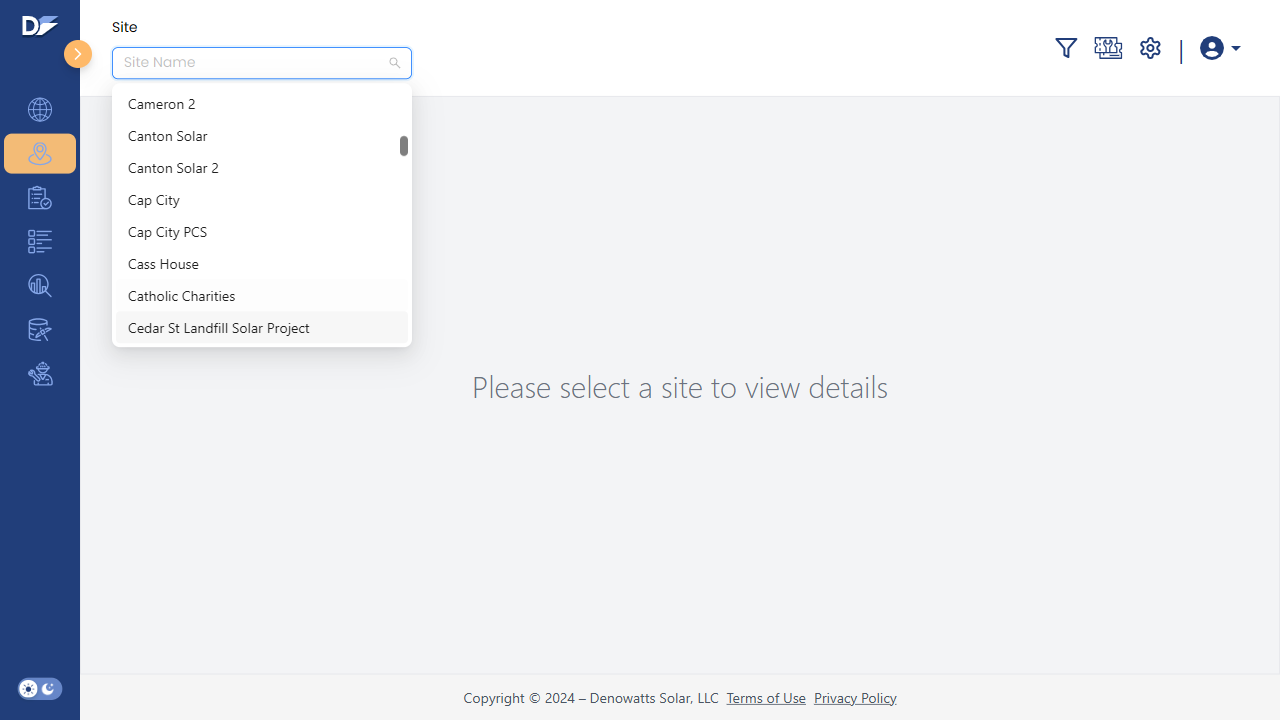 Site
Site Name
Cameron 2
Canton Solar
Canton Solar 2
Cap City
Cap City PCS
Cass House
Catholic Charities
Cedar St Landfill Solar Project
Please select a site to view details
Copyright © 2024 – Denowatts Solar, LLC Terms of Use Privacy Policy